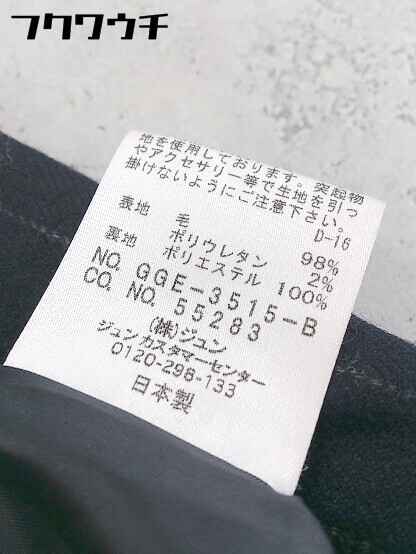 フクワウチ
地を使用しております。突起物
やアクセサリー等で生地を引っ
掛けないようにご注意下さい。
D-16
表地 毛 98%
ポリウレタン 2%
裏地 ポリエステル 100%
NO. GGE-3515-B
CO. NO. 55283
(株)ジュン
ジュンカスタマーセンター
0120-298-133
日本製